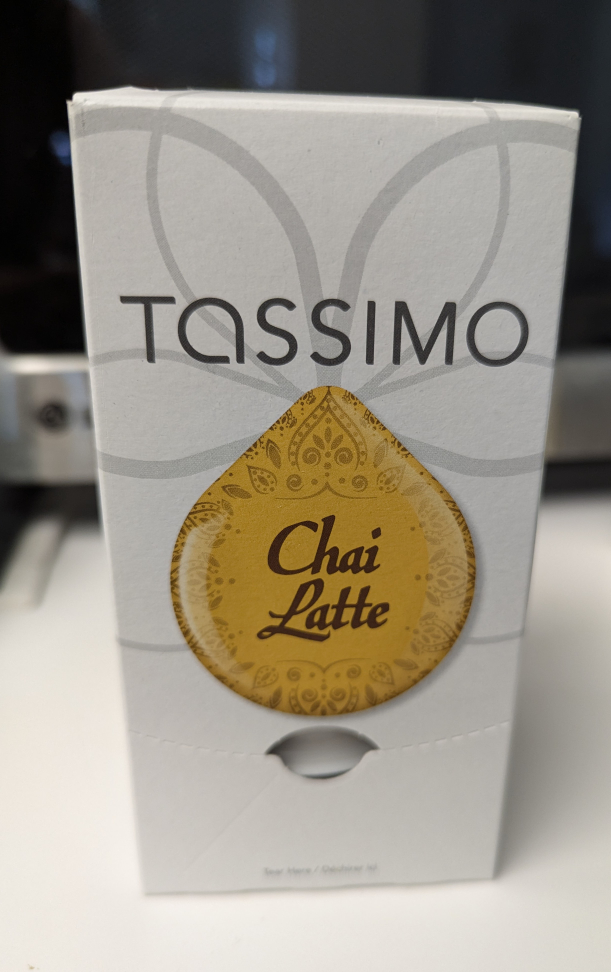 TASSIMO
Chai
Latte
Tear Here / Déchirer ici